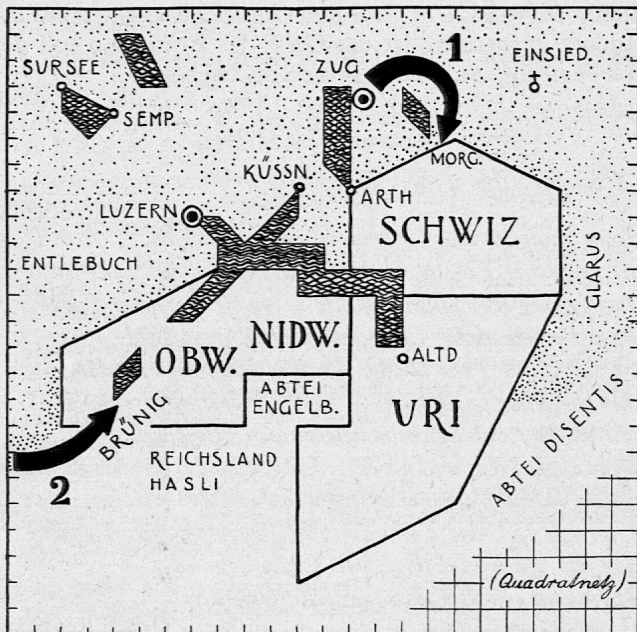 1
ZUG
EINSIED.
SURSEE
SEMP.
MORG.
KÜSSN.
ARTH
LUZERN
SCHWIZ
ENTLEBUCH
GLARUS
NIDW.
OBW.
ALTD
ABTEI
ENGELB.
URI
BRÜNIG
ABTEI DISENTIS
REICHSLAND
HASLI
2
(Quadratnetz)